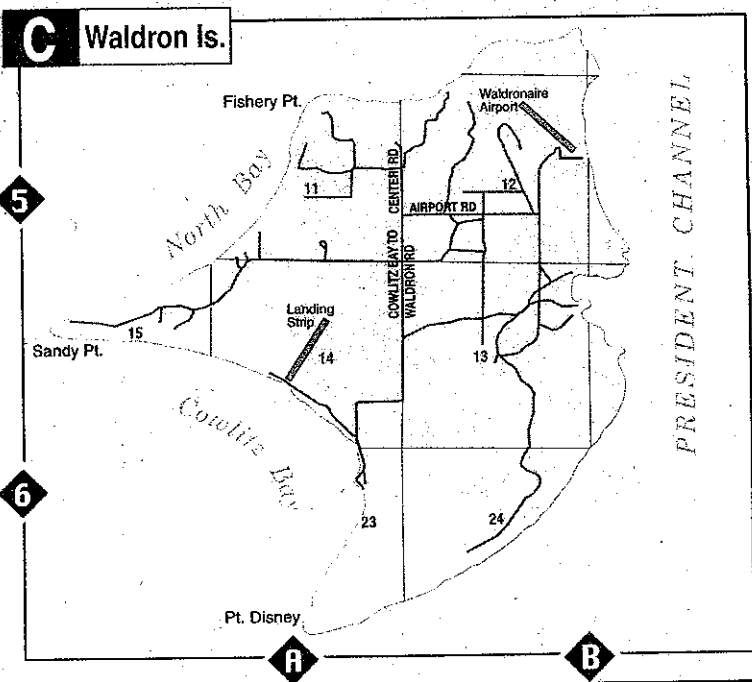 C Waldron Is.
Fishery Pt.
Waldronaire
Airport
PRESIDENT CHANNEL
North Bay
11
12
5
CENTER RD
AIRPORT RD
COWLITZ BAY TO
WALDRON RD
Landing
Strip
14
15
Sandy Pt.
13
Cowlitz Bay
6
23
24
Pt. Disney
A
B